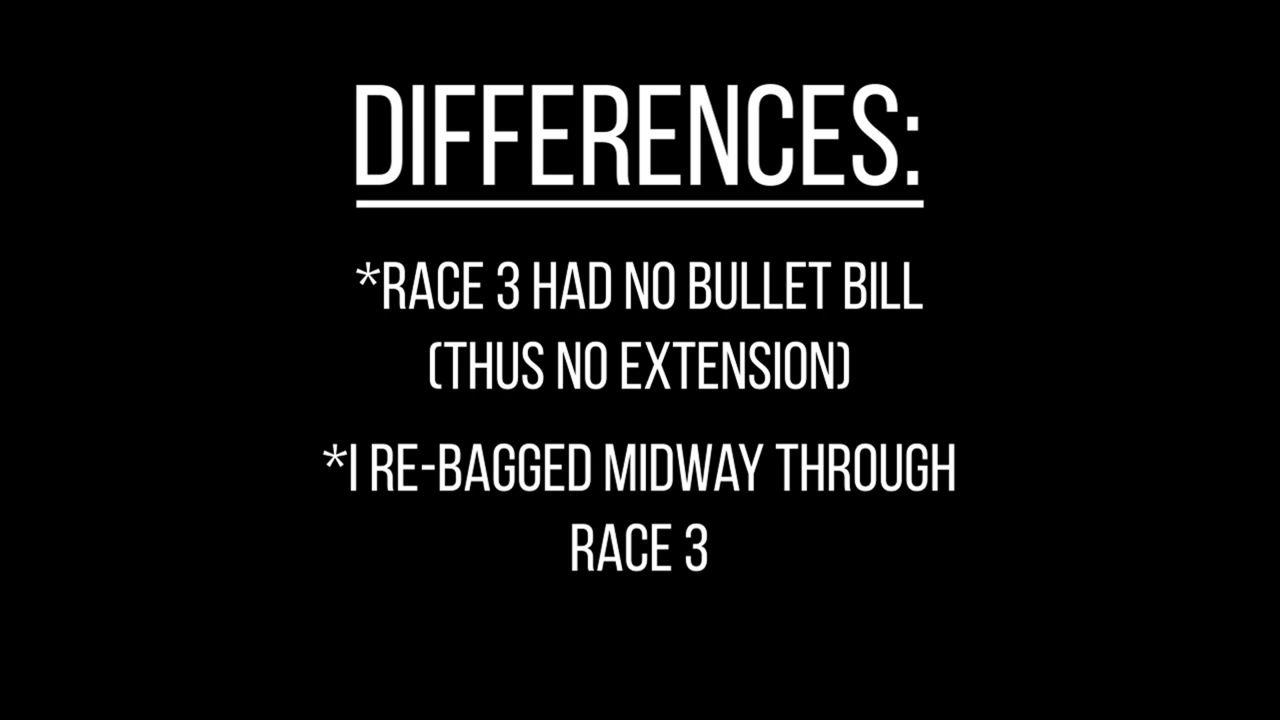 DIFFERENCES:
*RACE 3 HAD NO BULLET BILL
(THUS NO EXTENSION)
*I RE-BAGGED MIDWAY THROUGH
RACE 3